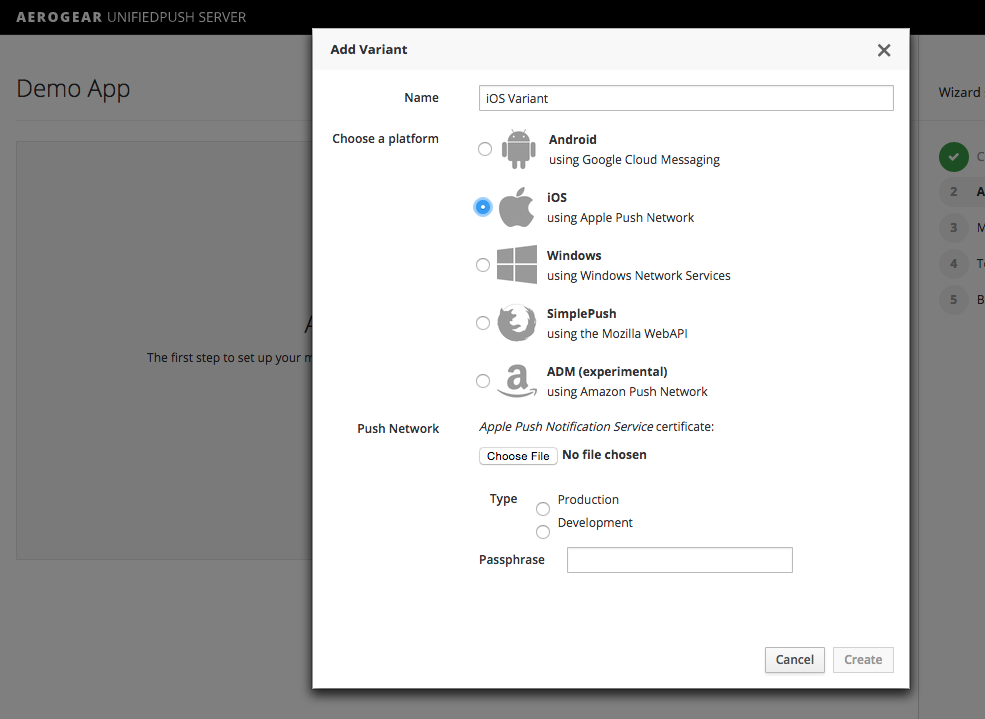 AEROGEAR UNIFIEDPUSH SERVER
Demo App
The first step to set up your
Add Variant
Name
iOS Variant
Choose a platform
Android
using Google Cloud Messaging
iOS
using Apple Push Network
Windows
using Windows Network Services
SimplePush
using the Mozilla WebAPI
ADM (experimental)
using Amazon Push Network
Push Network
Apple Push Notification Service certificate:
Choose File No file chosen
Type
Production
Development
Passphrase
Cancel
Create
Wizard
2
3
4
5